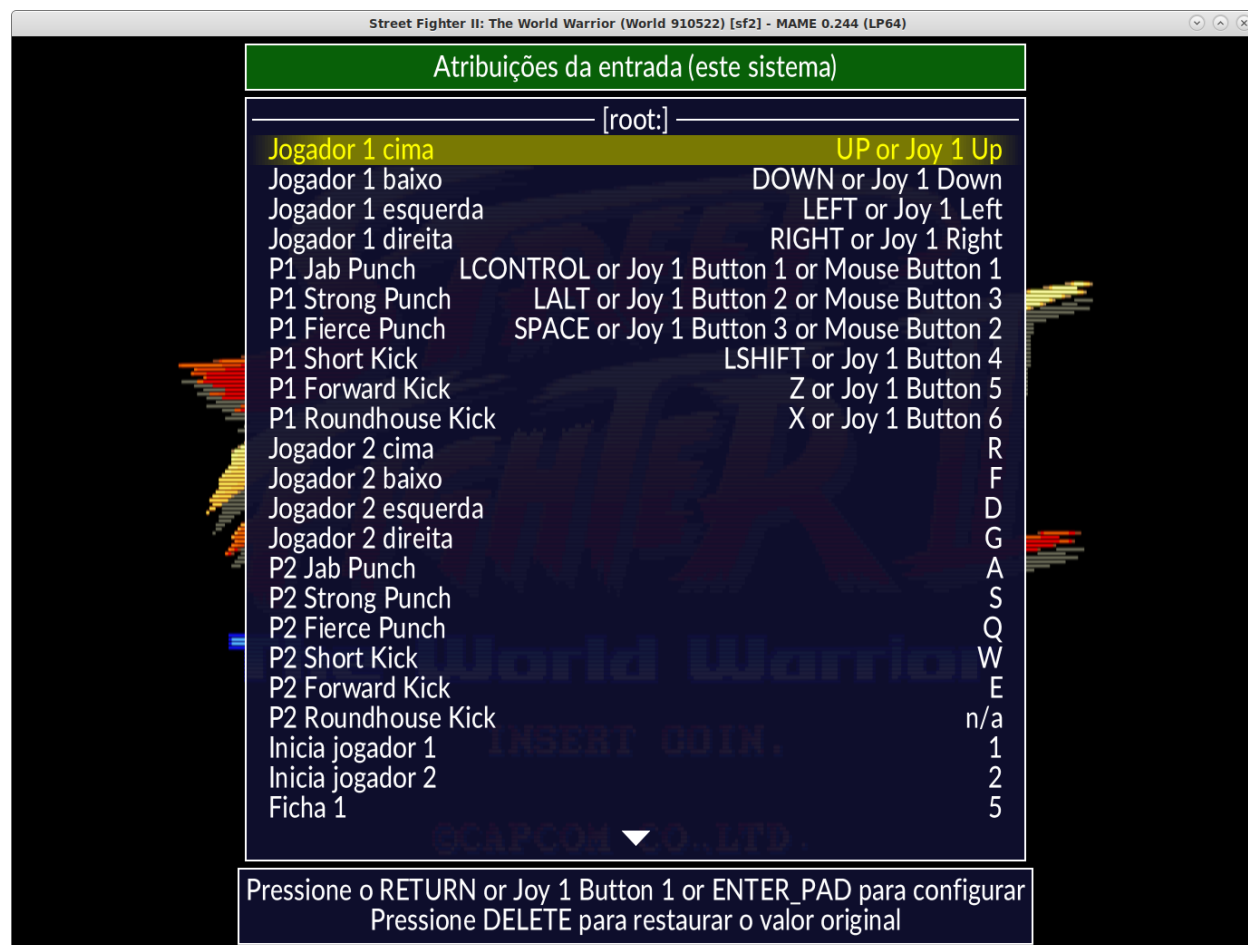 Street Fighter II: The World Warrior (World 910522) [sf2] - MAME 0.244 (LP64)
Atribuições da entrada (este sistema)
[root:]
Jogador 1 cima UP or Joy 1 Up
Jogador 1 baixo DOWN or Joy 1 Down
Jogador 1 esquerda LEFT or Joy 1 Left
Jogador 1 direita RIGHT or Joy 1 Right
P1 Jab Punch LCONTROL or Joy 1 Button 1 or Mouse Button 1
P1 Strong Punch LALT or Joy 1 Button 2 or Mouse Button 3
P1 Fierce Punch SPACE or Joy 1 Button 3 or Mouse Button 2
P1 Short Kick LSHIFT or Joy 1 Button 4
P1 Forward Kick Z or Joy 1 Button 5
P1 Roundhouse Kick X or Joy 1 Button 6
Jogador 2 cima R
Jogador 2 baixo F
Jogador 2 esquerda D
Jogador 2 direita G
P2 Jab Punch A
P2 Strong Punch S
P2 Fierce Punch Q
P2 Short Kick W
P2 Forward Kick E
P2 Roundhouse Kick n/a
Inicia jogador 1 1
Inicia jogador 2 2
Ficha 1 5
The World Warrior
INSERT COIN.
©CAPCOM CO.,LTD.
Pressione o RETURN or Joy 1 Button 1 or ENTER_PAD para configurar
Pressione DELETE para restaurar o valor original